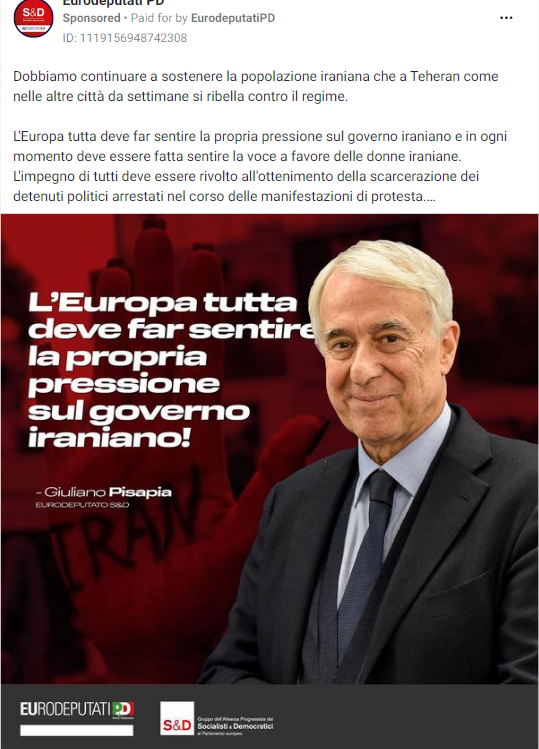 Eurodeputati PD
Sponsored • Paid for by EurodeputatiPD
ID: 1119156948742308
Dobbiamo continuare a sostenere la popolazione iraniana che a Teheran come
nelle altre città da settimane si ribella contro il regime.
L'Europa tutta deve far sentire la propria pressione sul governo iraniano e in ogni
momento deve essere fatta sentire la voce a favore delle donne iraniane.
L'impegno di tutti deve essere rivolto all'ottenimento della scarcerazione dei
detenuti politici arrestati nel corso delle manifestazioni di protesta....
L'Europa tutta
deve far sentire
la propria
pressione
sul governo
iraniano!
- Giuliano Pisapia
EURODEPUTATO S&D
IRAN
EURODEPUTATI PD
S&D
Gruppo dell'Alleanza Progressista dei
Socialisti & Democratici
al Parlamento europeo